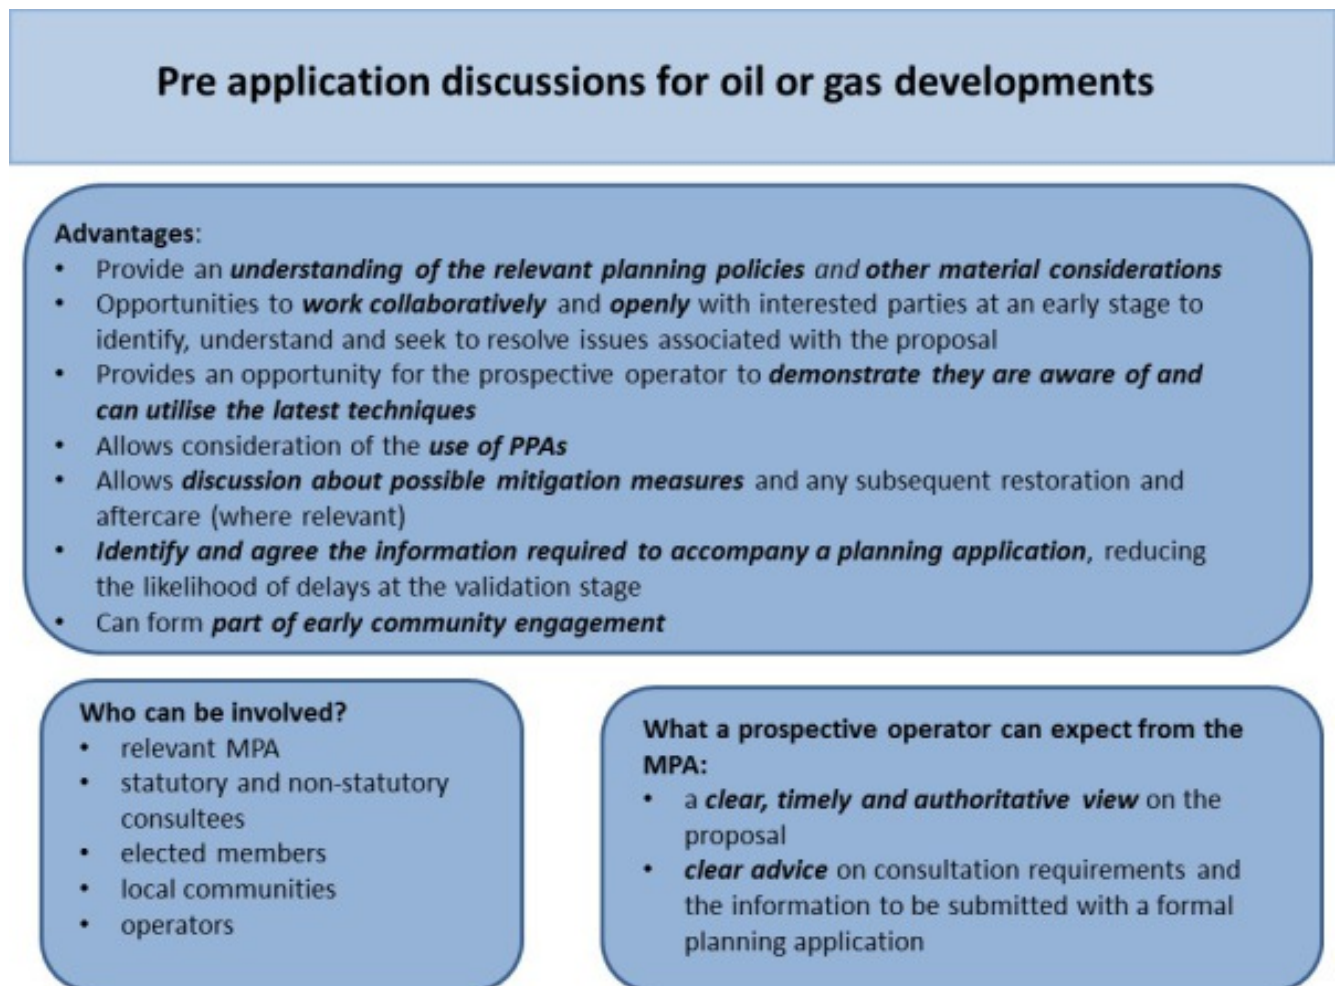 Pre application discussions for oil or gas developments
Advantages:
• Provide an understanding of the relevant planning policies and other material considerations
• Opportunities to work collaboratively and openly with interested parties at an early stage to
identify, understand and seek to resolve issues associated with the proposal
• Provides an opportunity for the prospective operator to demonstrate they are aware of and
can utilise the latest techniques
• Allows consideration of the use of PPAs
• Allows discussion about possible mitigation measures and any subsequent restoration and
aftercare (where relevant)
• Identify and agree the information required to accompany a planning application, reducing
the likelihood of delays at the validation stage
• Can form part of early community engagement
Who can be involved?
• relevant MPA
• statutory and non-statutory
consultees
• elected members
• local communities
• operators
What a prospective operator can expect from the
MPA:
• a clear, timely and authoritative view on the
proposal
• clear advice on consultation requirements and
the information to be submitted with a formal
planning application